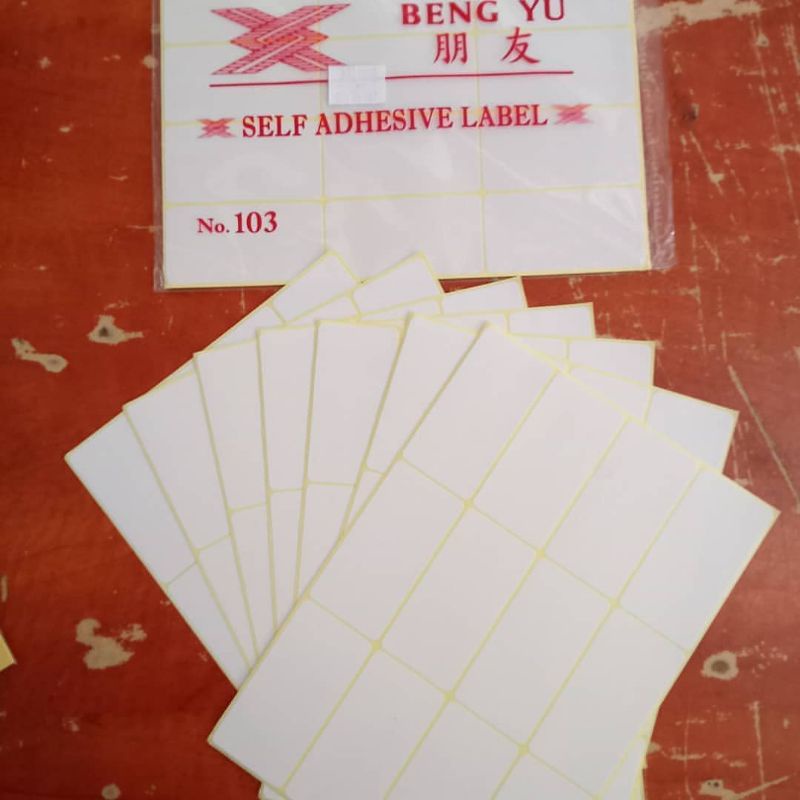 BENG YU
朋友
SELF ADHESIVE LABEL
No. 103